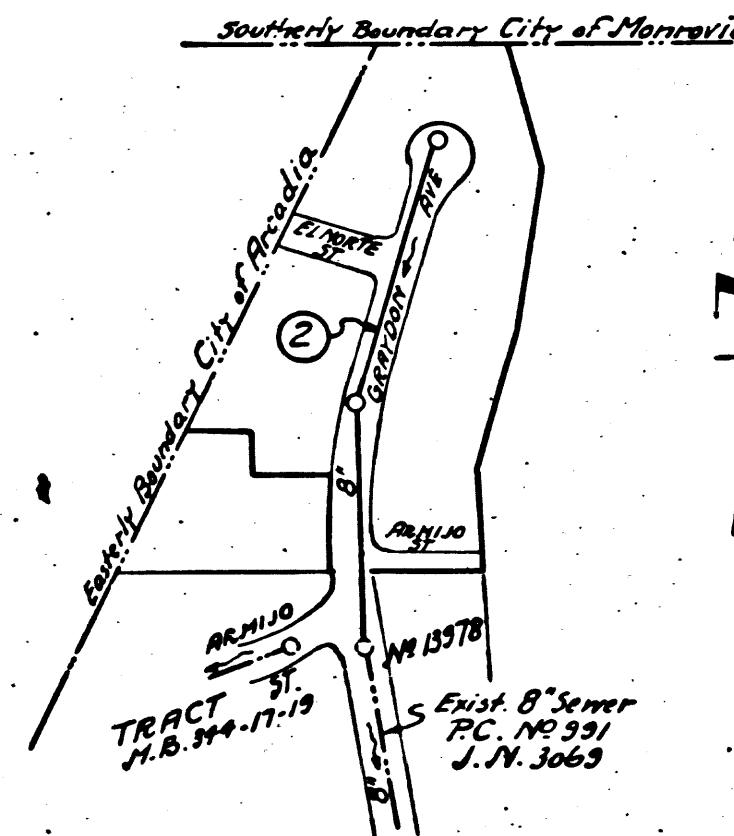 Southerly Boundary City of Monrovia
Easterly Boundary City of Arcadia
EL NORTE
ST
AVE
GRAYDON
2
8"
ARMIJO
ST
ARMIJO
ST.
Nº 13978
TRACT
M.B. 344-17-19
Exist. 8" Sewer
P.C. Nº 991
J.N. 3069
8"